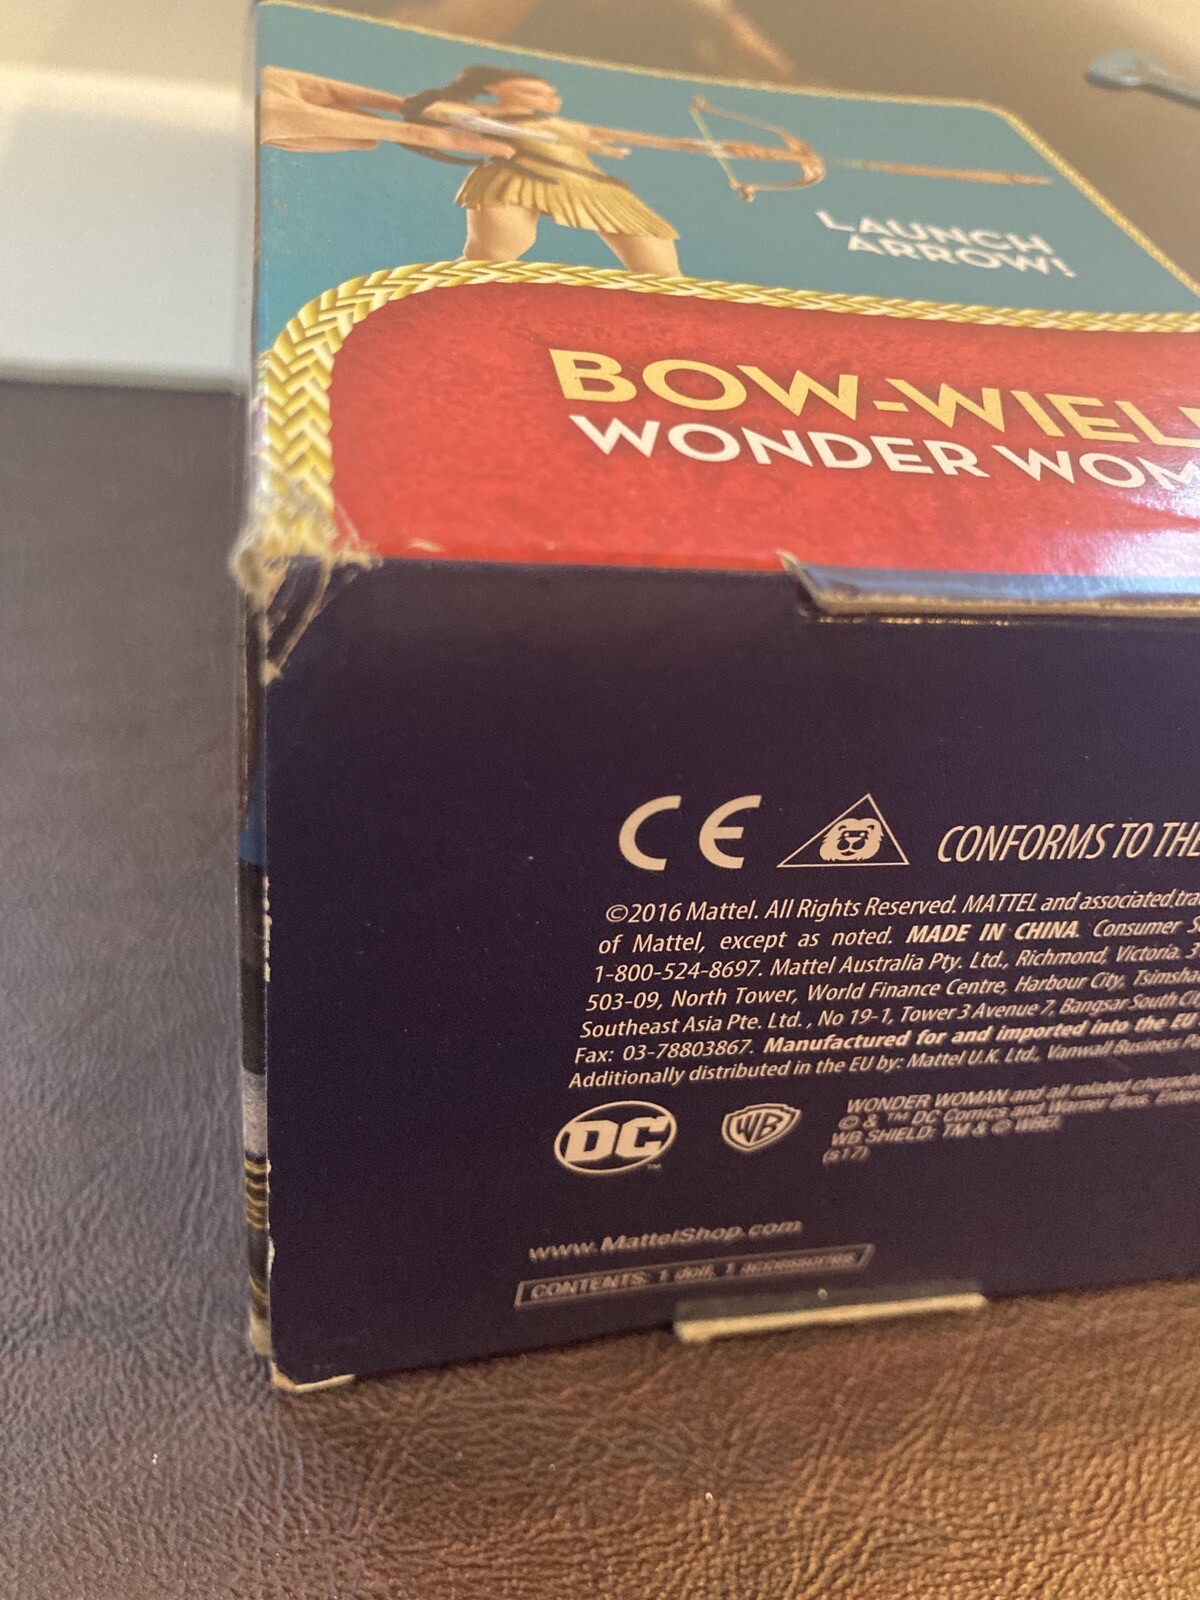 LAUNCH
ARROW!
BOW-WIEL
WONDER WOM
CE
CONFORMS TO THE
©2016 Mattel. All Rights Reserved. MATTEL and associated tra
of Mattel, except as noted. MADE IN CHINA. Consumer S
1-800-524-8697. Mattel Australia Pty. Ltd., Richmond, Victoria. 3
503-09, North Tower, World Finance Centre, Harbour City, Tsimsha
Southeast Asia Pte. Ltd., No 19-1, Tower 3 Avenue 7, Bangsar South City
Fax: 03-78803867. Manufactured for and imported into the EU
Additionally distributed in the EU by: Mattel U.K. Ltd., Vanwall Business P
DC
TM
WB
WONDER WOMAN and all related characte
© & ™ DC Comics and Warner Bros. Enter
WB SHIELD: TM & © WBEI.
(s17)
www.MattelShop.com
CONTENTS: 1 doll, 1 accessories